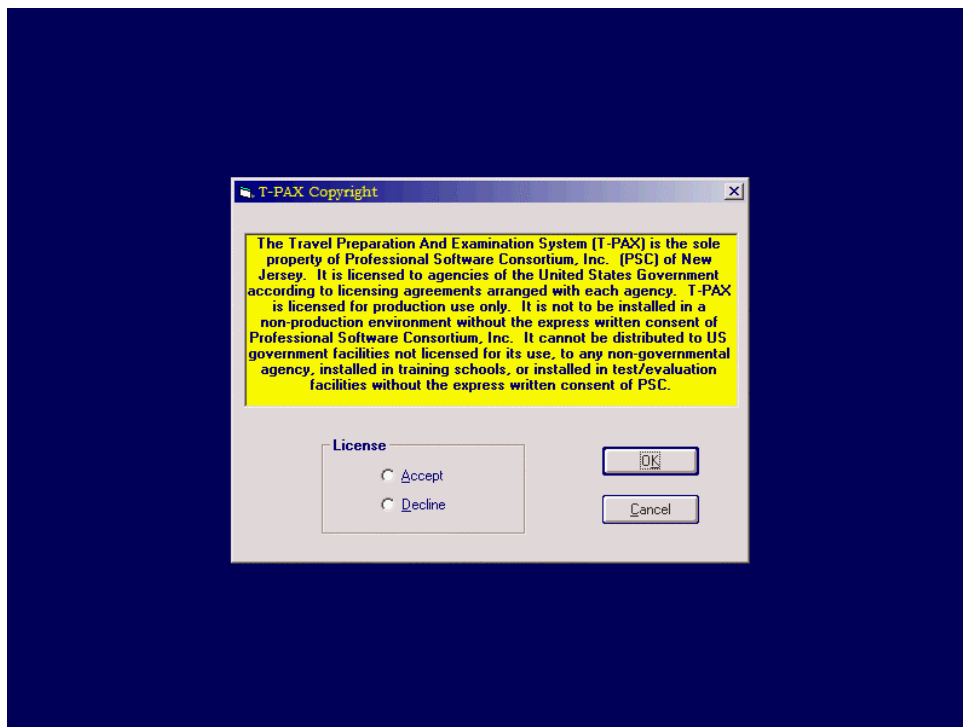 T-PAX Copyright
The Travel Preparation And Examination System (T-PAX) is the sole
property of Professional Software Consortium, Inc.  (PSC) of New
Jersey.  It is licensed to agencies of the United States Government
according to licensing agreements arranged with each agency.  T-PAX
is licensed for production use only.  It is not to be installed in a
non-production environment without the express written consent of
Professional Software Consortium, Inc.  It cannot be distributed to US
government facilities not licensed for its use, to any non-governmental
agency, installed in training schools, or installed in test/evaluation
facilities without the express written consent of PSC.
License
Accept
Decline
OK
Cancel